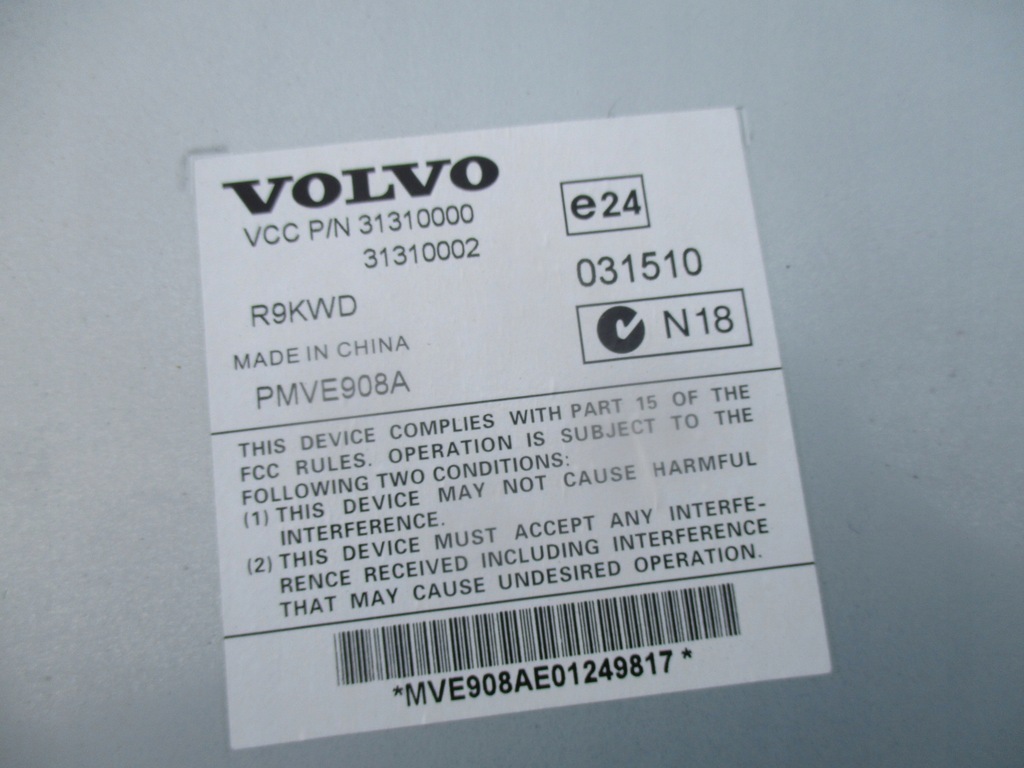 VOLVO
VCC P/N 31310000
31310002
R9KWD
MADE IN CHINA
PMVE908A
e24
031510
N18
THIS DEVICE COMPLIES WITH PART 15 OF THE
FCC RULES. OPERATION IS SUBJECT TO THE
FOLLOWING TWO CONDITIONS:
(1) THIS DEVICE MAY NOT CAUSE HARMFUL
INTERFERENCE.
(2) THIS DEVICE MUST ACCEPT ANY INTERFE-
RENCE RECEIVED INCLUDING INTERFERENCE
THAT MAY CAUSE UNDESIRED OPERATION.
*MVE908AE01249817*